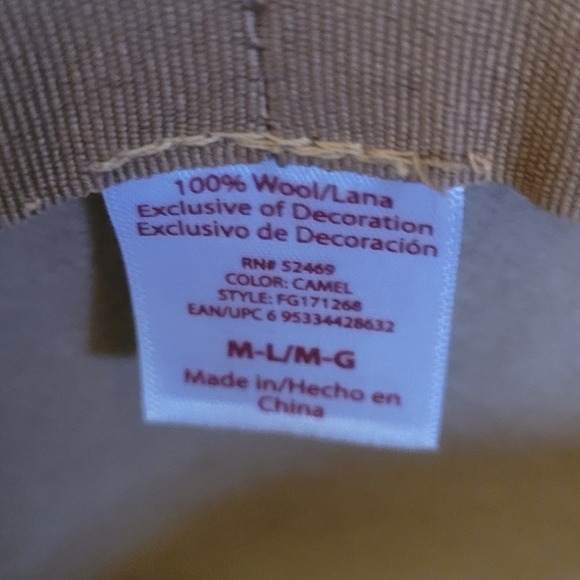 100% Wool/Lana
Exclusive of Decoration
Exclusivo de Decoración
RN# 52469
COLOR: CAMEL
STYLE: FG171268
EAN/UPC 6 95334428632
M-L/M-G
Made in/Hecho en
China